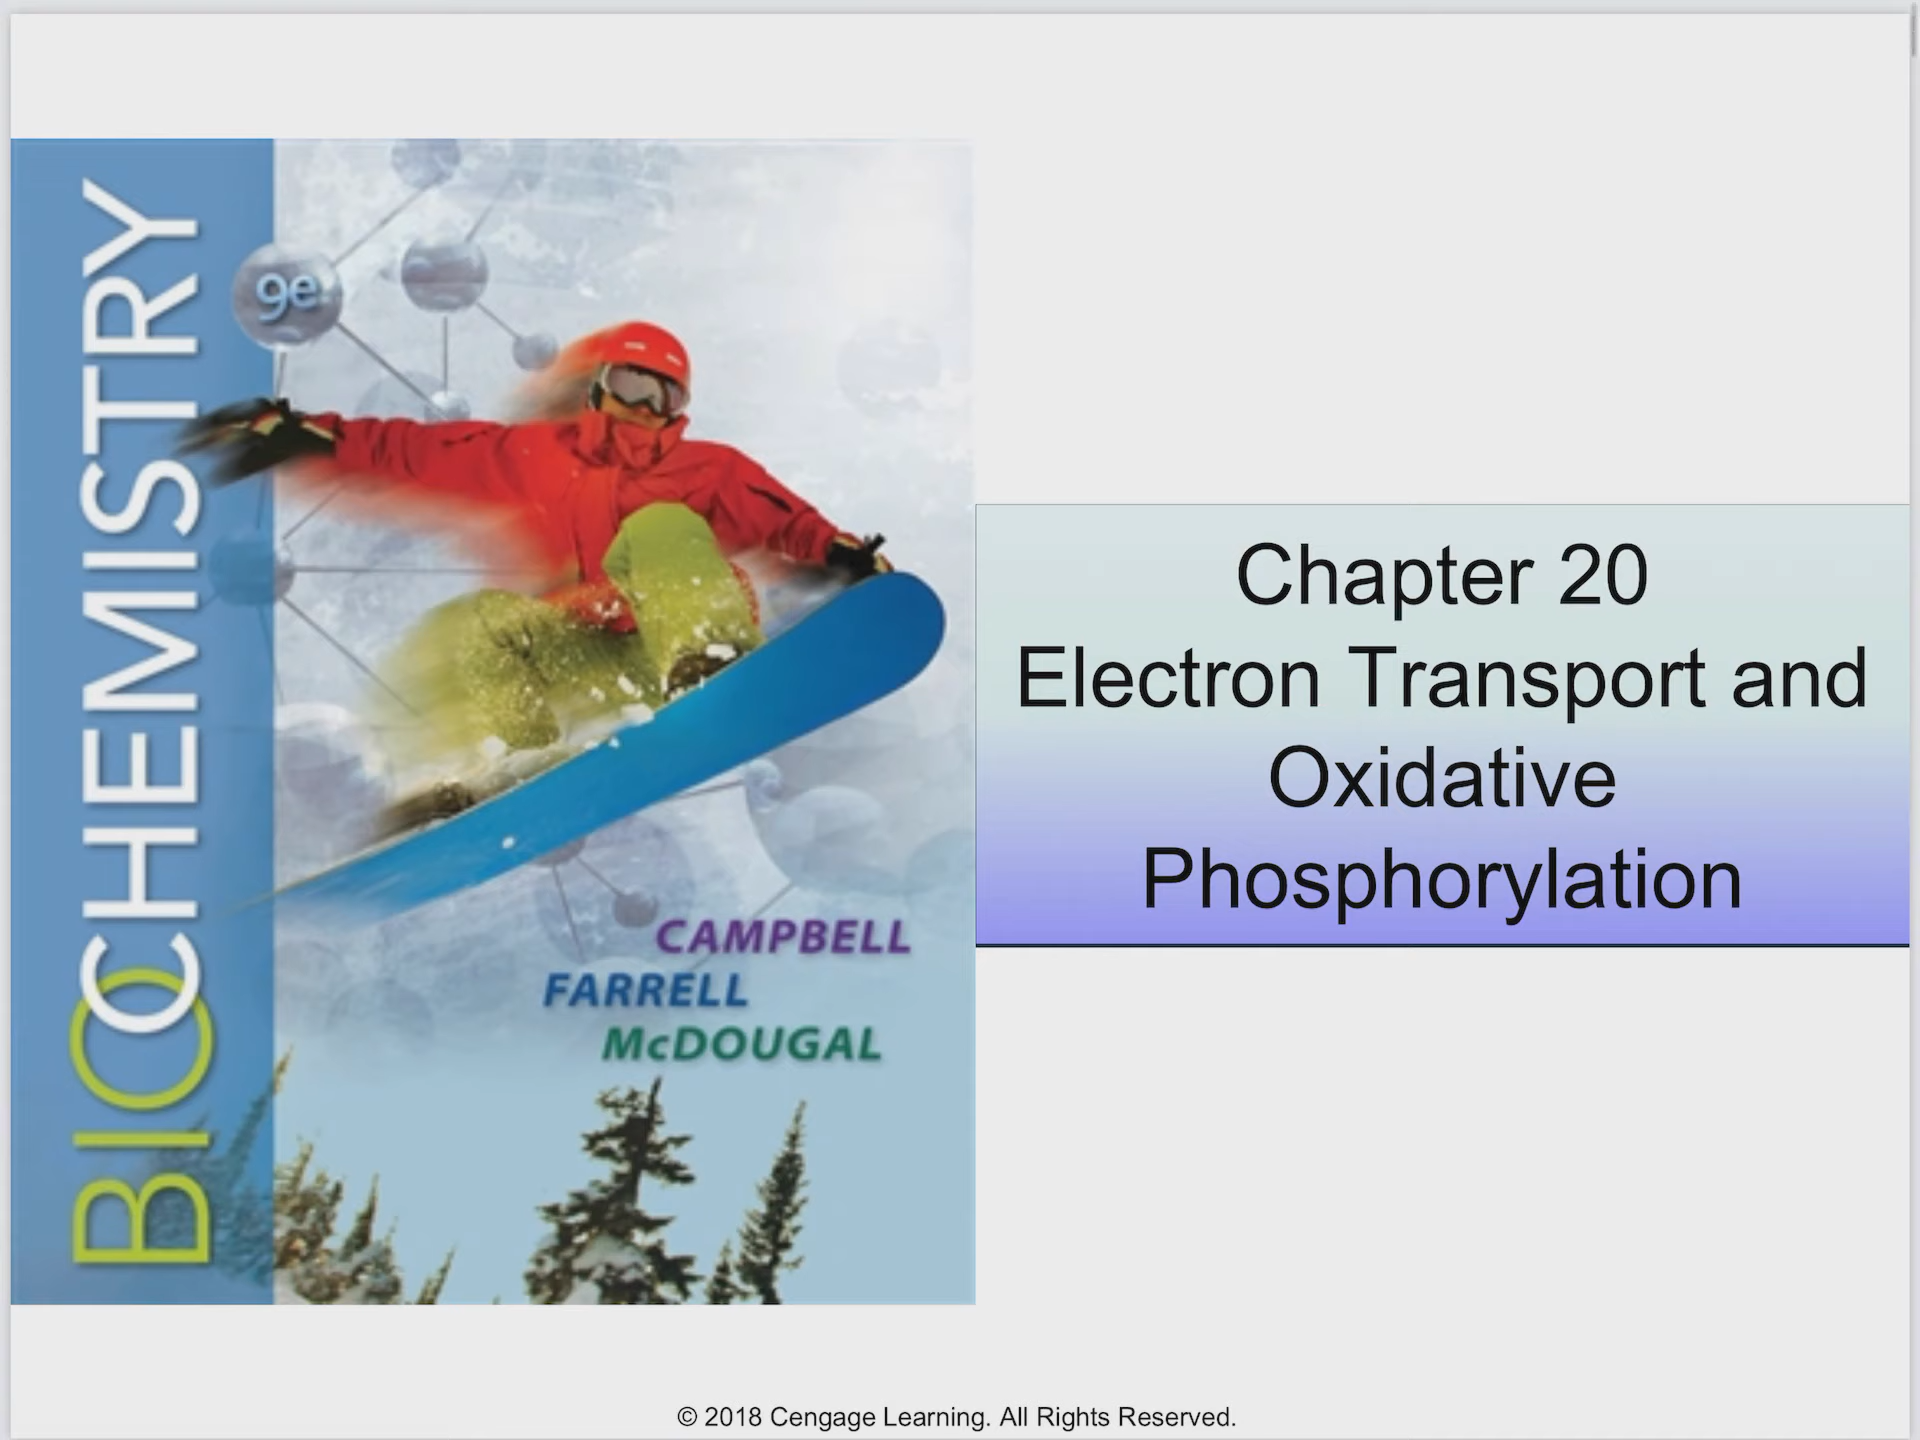 BIOCHEMISTRY
9e
CAMPBELL
FARRELL
McDOUGAL
Chapter 20
Electron Transport and
Oxidative
Phosphorylation
© 2018 Cengage Learning. All Rights Reserved.